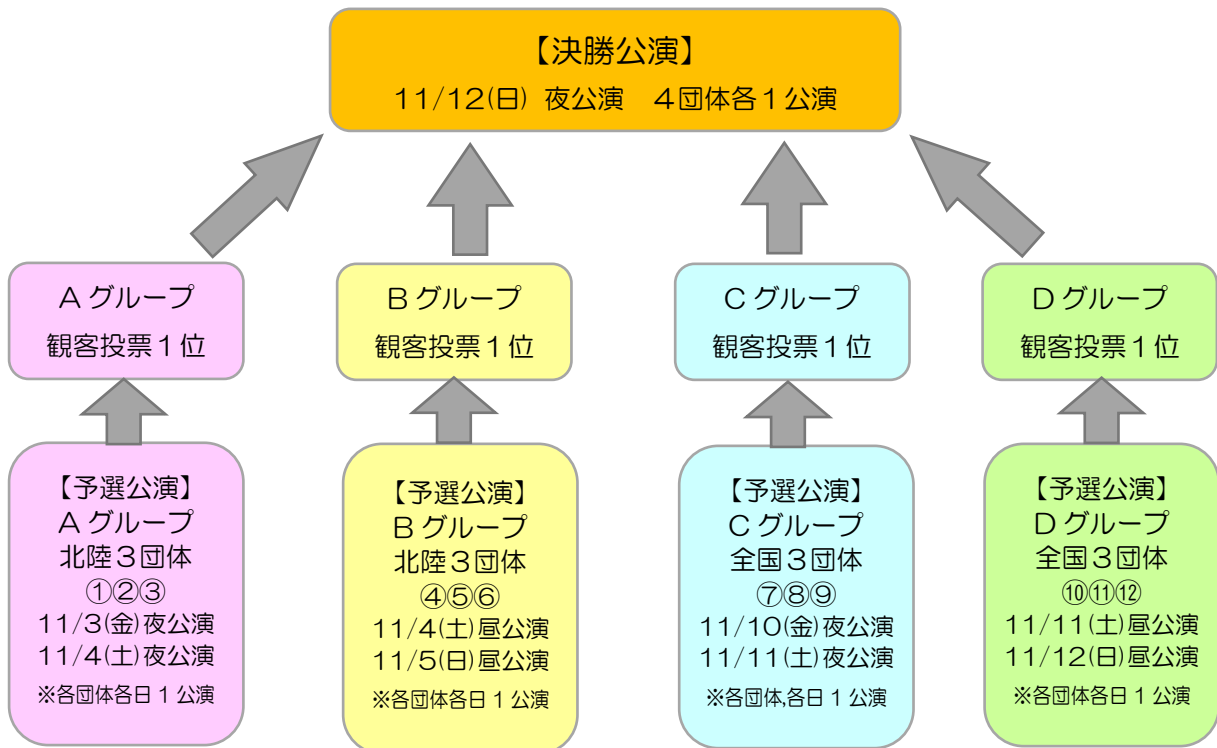 【決勝公演】
11/12(日) 夜公演　4団体各1公演
A グループ
観客投票1位
B グループ
観客投票1位
C グループ
観客投票1位
D グループ
観客投票1位
【予選公演】
A グループ
北陸3団体
①②③
11/3(金)夜公演
11/4(土)夜公演
※各団体各日1公演
【予選公演】
B グループ
北陸3団体
④⑤⑥
11/4(土)昼公演
11/5(日)昼公演
※各団体各日1公演
【予選公演】
C グループ
全国3団体
⑦⑧⑨
11/10(金)夜公演
11/11(土)夜公演
※各団体,各日1公演
【予選公演】
D グループ
全国3団体
⑩⑪⑫
11/11(土)昼公演
11/12(日)昼公演
※各団体各日1公演